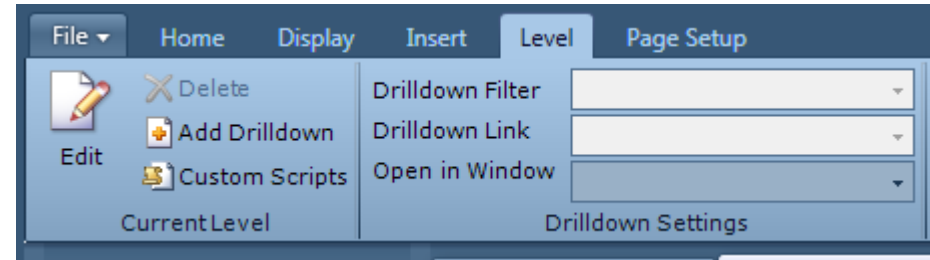 File Home Display Insert Level Page Setup
Edit
Delete
Add Drilldown
Custom Scripts
Current Level
Drilldown Filter
Drilldown Link
Open in Window
Drilldown Settings